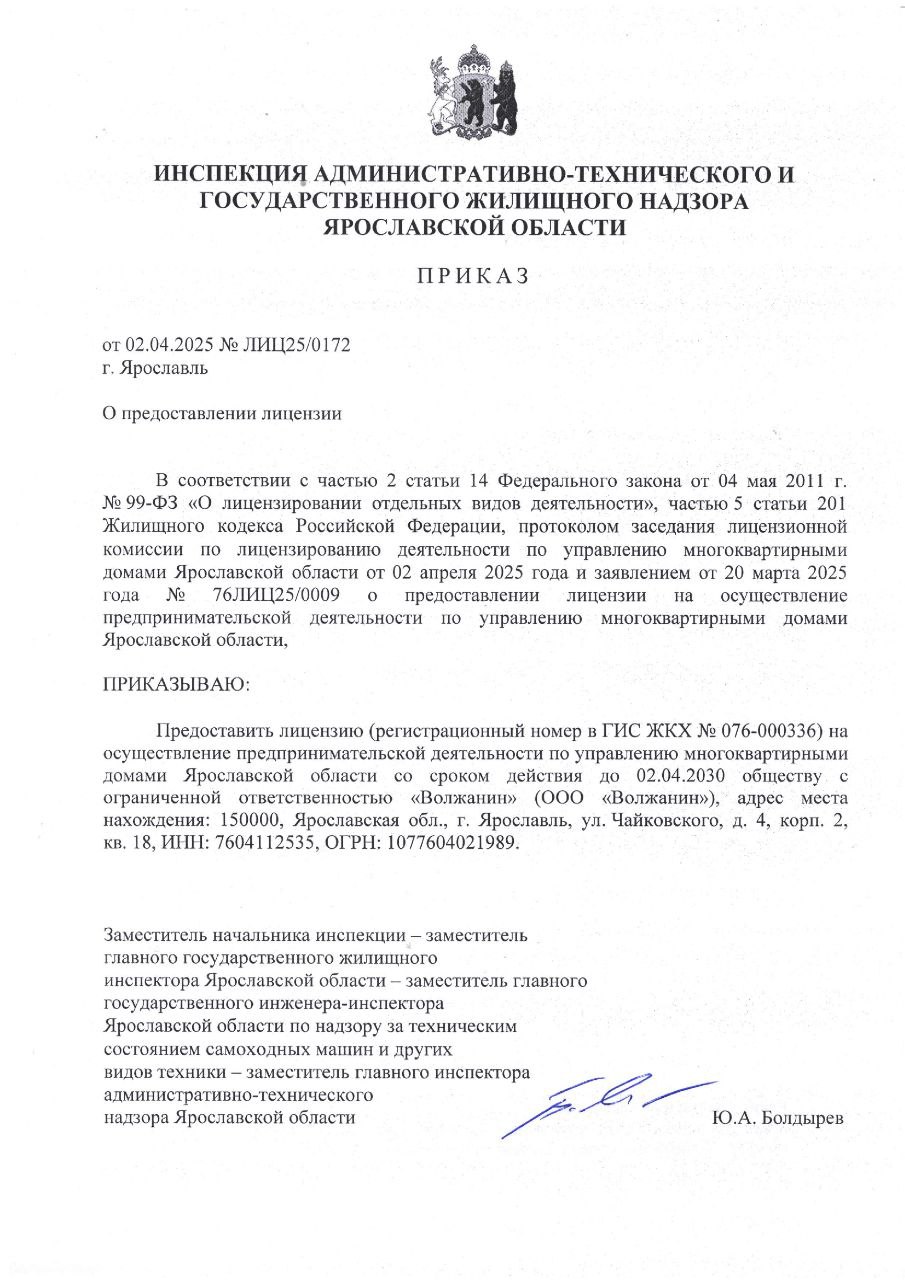 ИНСПЕКЦИЯ АДМИНИСТРАТИВНО-ТЕХНИЧЕСКОГО И
ГОСУДАРСТВЕННОГО ЖИЛИЩНОГО НАДЗОРА
ЯРОСЛАВСКОЙ ОБЛАСТИ
ПРИКАЗ
от 02.04.2025 № ЛИЦ25/0172
г. Ярославль
О предоставлении лицензии
В соответствии с частью 2 статьи 14 Федерального закона от 04 мая 2011 г.
№ 99-ФЗ «О лицензировании отдельных видов деятельности», частью 5 статьи 201
Жилищного кодекса Российской Федерации, протоколом заседания лицензионной
комиссии по лицензированию деятельности по управлению многоквартирными
домами Ярославской области от 02 апреля 2025 года и заявлением от 20 марта 2025
года № 76ЛИЦ25/0009 о предоставлении лицензии на осуществление
предпринимательской деятельности по управлению многоквартирными домами
Ярославской области,
ПРИКАЗЫВАЮ:
Предоставить лицензию (регистрационный номер в ГИС ЖКХ № 076-000336) на
осуществление предпринимательской деятельности по управлению многоквартирными
домами Ярославской области со сроком действия до 02.04.2030 обществу с
ограниченной ответственностью «Волжанин» (ООО «Волжанин»), адрес места
нахождения: 150000, Ярославская обл., г. Ярославль, ул. Чайковского, д. 4, корп. 2,
кв. 18, ИНН: 7604112535, ОГРН: 1077604021989.
Заместитель начальника инспекции – заместитель
главного государственного жилищного
инспектора Ярославской области – заместитель главного
государственного инженера-инспектора
Ярославской области по надзору за техническим
состоянием самоходных машин и других
видов техники – заместитель главного инспектора
административно-технического
надзора Ярославской области Ю.А. Болдырев